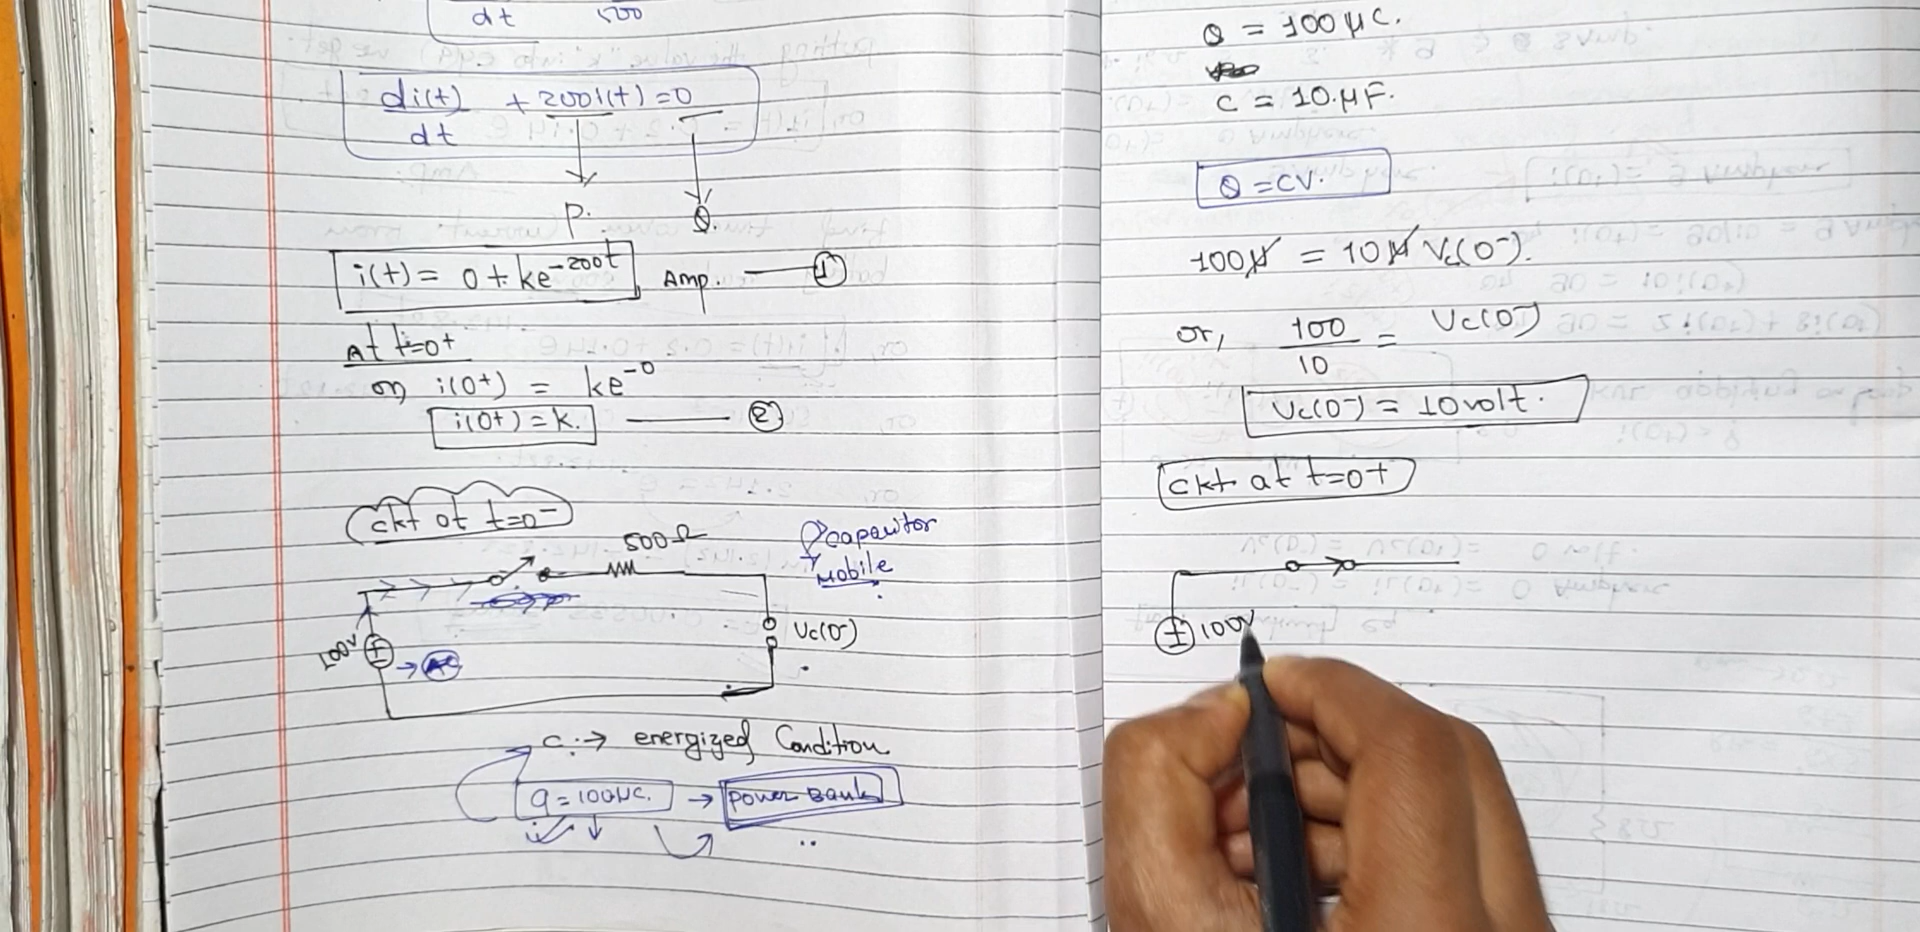 dt 500
di(t) + 200i(t) = 0
dt
P. Q.
i(t) = 0 + ke^-200t Amp. — ①
At t=0+
or, i(0+) = ke^-0
i(0+) = k. — ②
ckt at t=0-
500Ω
capacitor
Mobile
100V
Vc(0-)
C → energized Condition
q = 100μC. → power Bank
Q = 100μC.
C = 10μF.
Q = CV.
100μ = 10μ Vc(0-).
or, 100 = Vc(0-)
10
Vc(0-) = 10 volt.
ckt at t=0+
100V